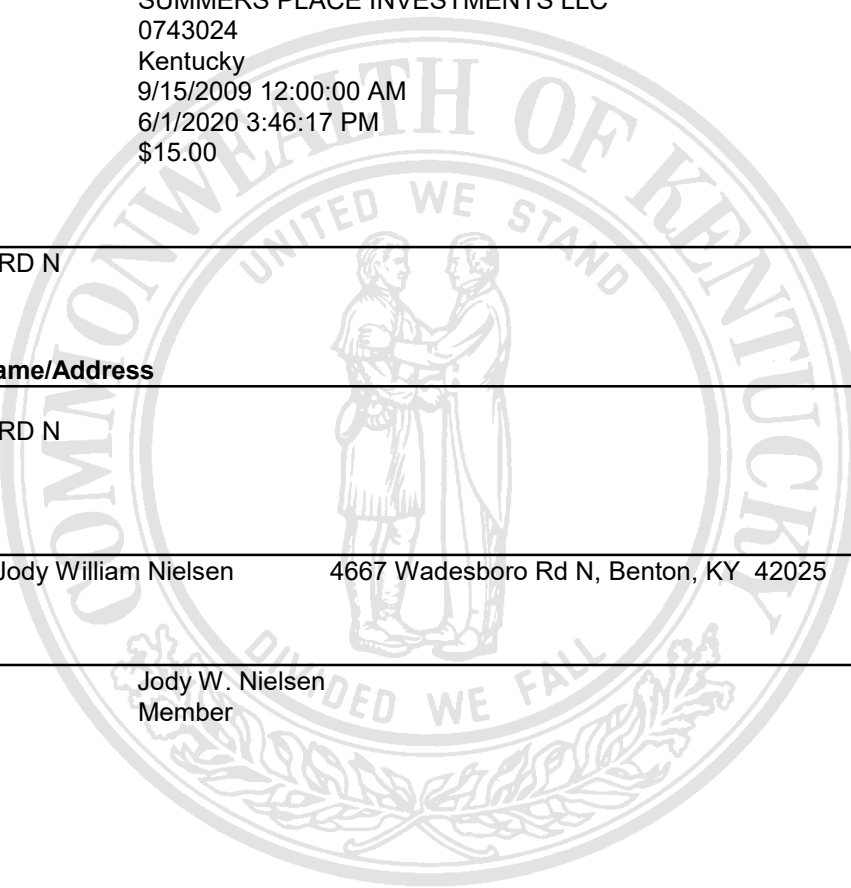 SUMMERS PLACE INVESTMENTS LLC
0743024
Kentucky
9/15/2009 12:00:00 AM
6/1/2020 3:46:17 PM
$15.00
RD N
ame/Address
RD N
Jody William Nielsen 4667 Wadesboro Rd N, Benton, KY 42025
Jody W. Nielsen
Member
COMMONWEALTH OF KENTUCKY
UNITED WE STAND
DIVIDED WE FALL